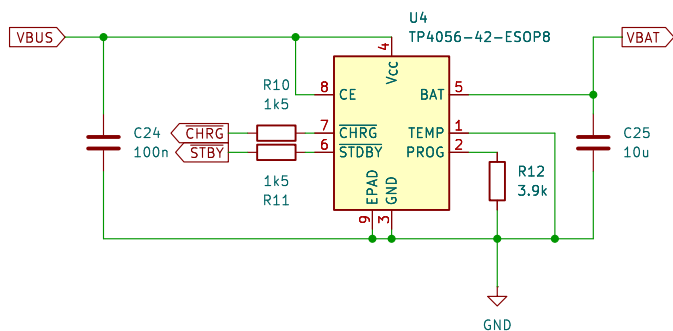 U4
TP4056-42-ESOP8
VBUS
VBAT
4
Vcc
R10
1k5
8
CE
BAT
5
C24
100n
CHRG
7
CHRG
TEMP
1
C25
10u
STBY
6
STDBY
PROG
2
1k5
R11
R12
3.9k
EPAD
GND
9
3
GND